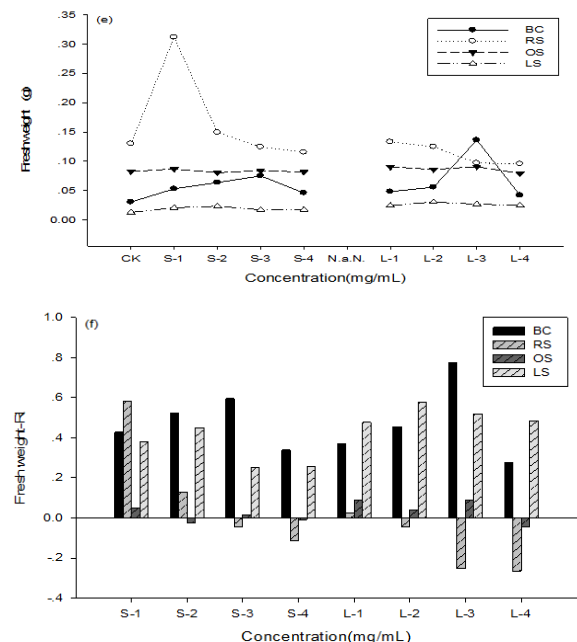 (e)
BC
RS
OS
LS
.35
.30
.25
.20
.15
.10
.05
0.00
Freshweight (g)
CK S-1 S-2 S-3 S-4 N.a.N. L-1 L-2 L-3 L-4
Concentration(mg/mL)
(f)
BC
RS
OS
LS
1.0
.8
.6
.4
.2
0.0
-.2
-.4
Freshweight-RI
S-1 S-2 S-3 S-4 L-1 L-2 L-3 L-4
Concentration(mg/mL)